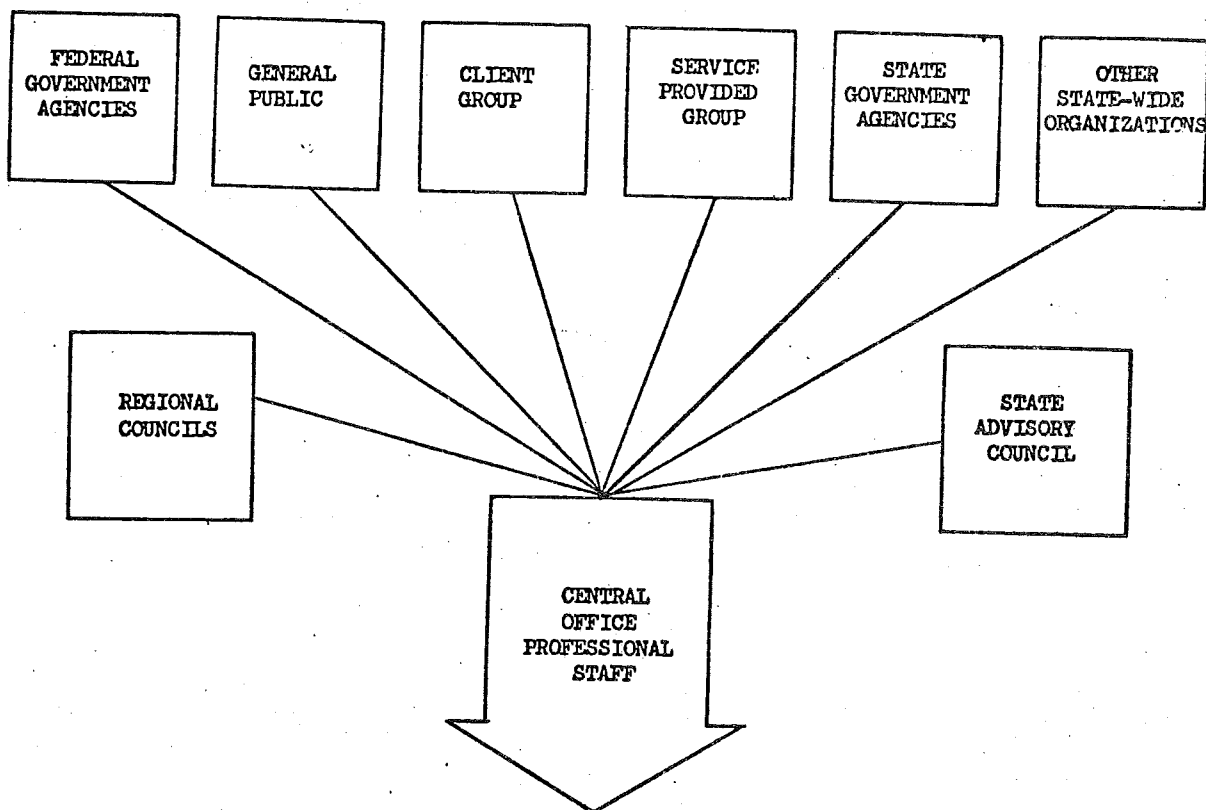 FEDERAL
GOVERNMENT
AGENCIES
GENERAL
PUBLIC
CLIENT
GROUP
SERVICE
PROVIDED
GROUP
STATE
GOVERNMENT
AGENCIES
OTHER
STATE-WIDE
ORGANIZATIONS
REGIONAL
COUNCILS
STATE
ADVISORY
COUNCIL
CENTRAL
OFFICE
PROFESSIONAL
STAFF